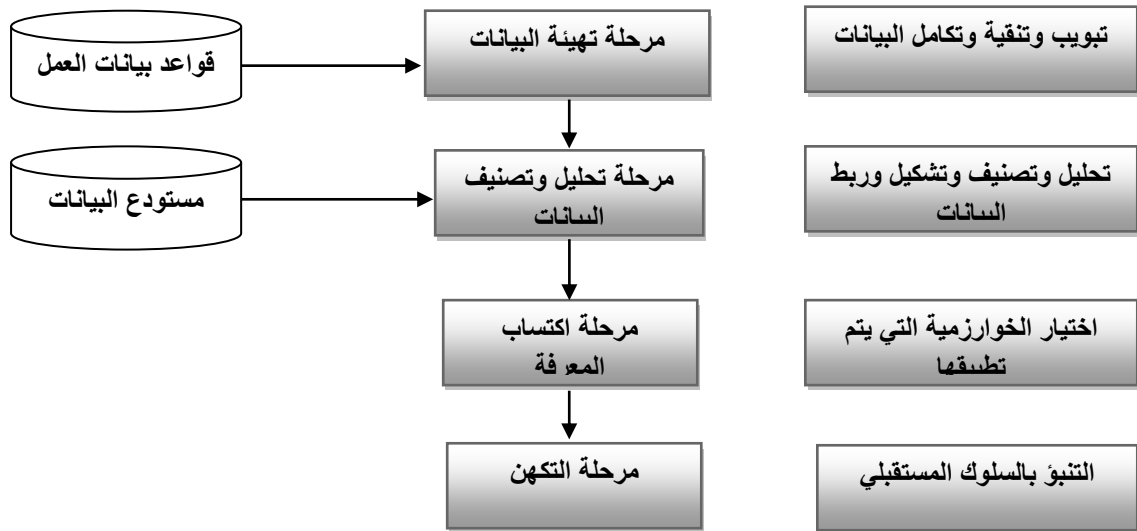 قواعد بيانات العمل
مرحلة تهيئة البيانات
تبويب وتنقية وتكامل البيانات
مستودع البيانات
مرحلة تحليل وتصنيف
البيانات
تحليل وتصنيف وتشكيل وربط
البيانات
مرحلة اكتساب
المعرفة
اختيار الخوارزمية التي يتم
تطبيقها
مرحلة التكهن
التنبؤ بالسلوك المستقبلي